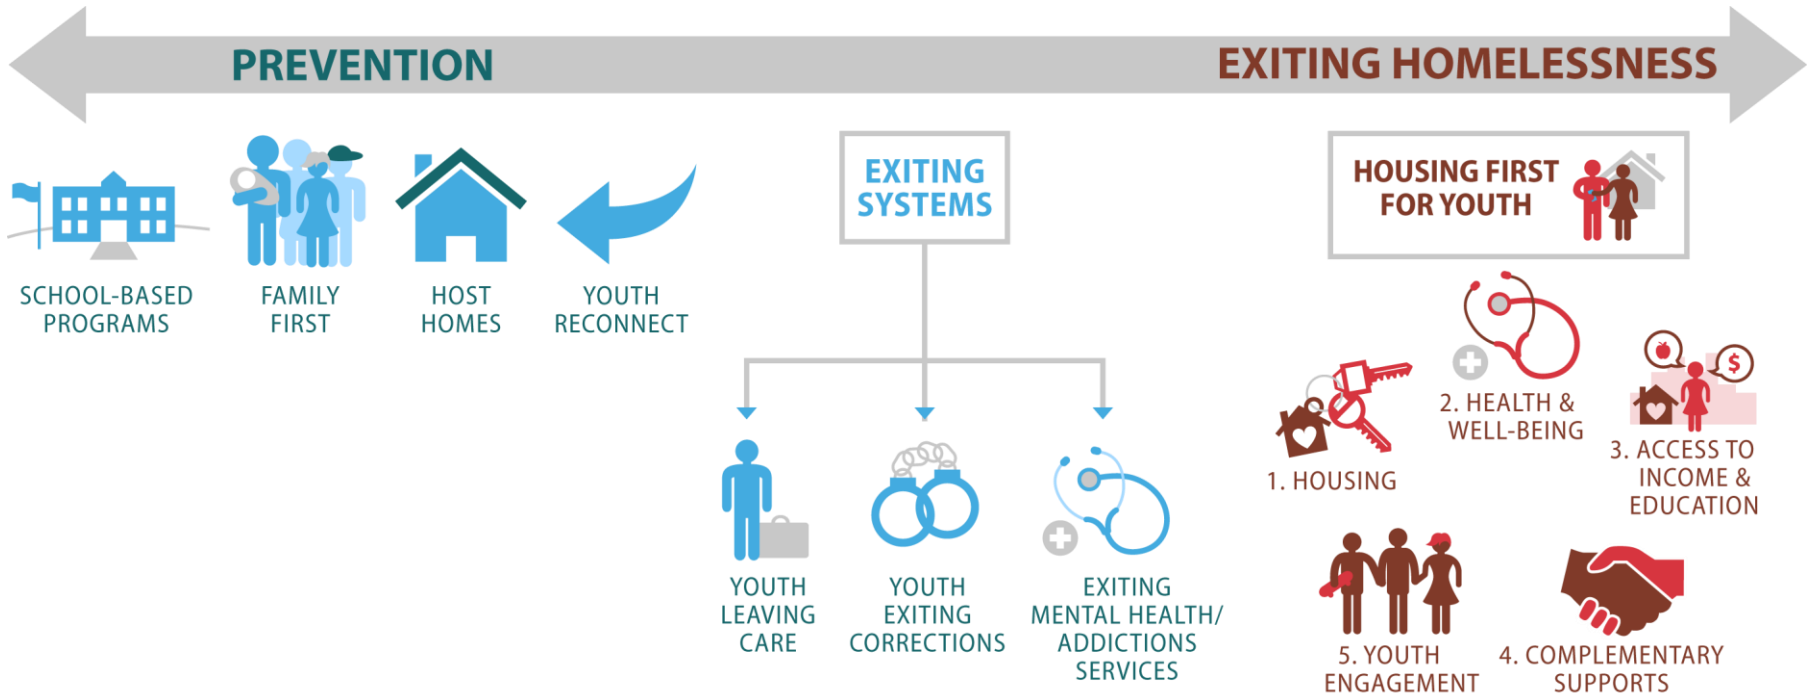 PREVENTION
EXITING HOMELESSNESS
SCHOOL-BASED
PROGRAMS
FAMILY
FIRST
HOST
HOMES
YOUTH
RECONNECT
EXITING
SYSTEMS
YOUTH
LEAVING
CARE
YOUTH
EXITING
CORRECTIONS
EXITING
MENTAL HEALTH/
ADDICTIONS
SERVICES
HOUSING FIRST
FOR YOUTH
1. HOUSING
2. HEALTH &
WELL-BEING
$
3. ACCESS TO
INCOME &
EDUCATION
4. COMPLEMENTARY
SUPPORTS
5. YOUTH
ENGAGEMENT